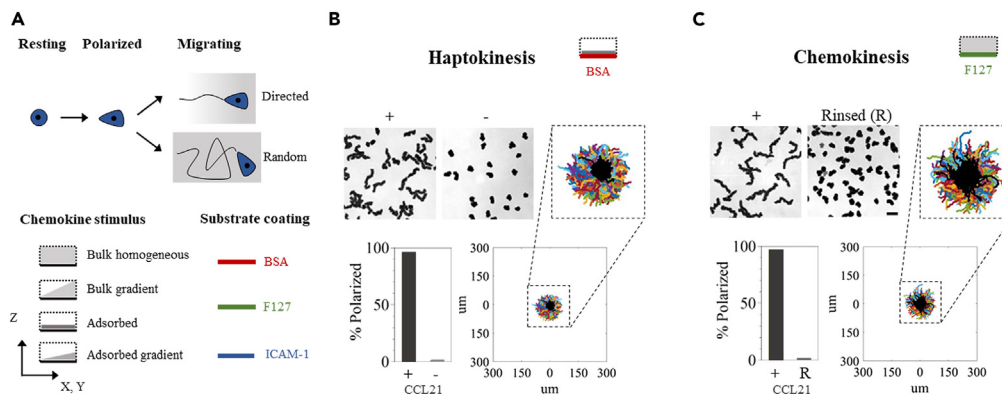 A
Resting Polarized Migrating
Directed
Random
Chemokine stimulus Substrate coating
Bulk homogeneous
BSA
Bulk gradient
F127
Adsorbed
Adsorbed gradient
ICAM-1
Z
X, Y
B
Haptokinesis
BSA
+ -
100
50
0
% Polarized
+ -
CCL21
300
150
0
150
300
um
300 150 0 150 300
um
C
Chemokinesis
F127
+ Rinsed (R)
100
50
0
% Polarized
+ R
CCL21
300
150
0
150
300
um
300 150 0 150 300
um